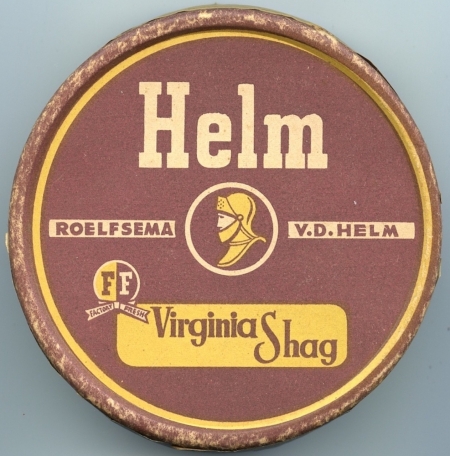 Helm
ROELFSEMA V.D.HELM
FF
FACTORY FRESH
Virginia Shag